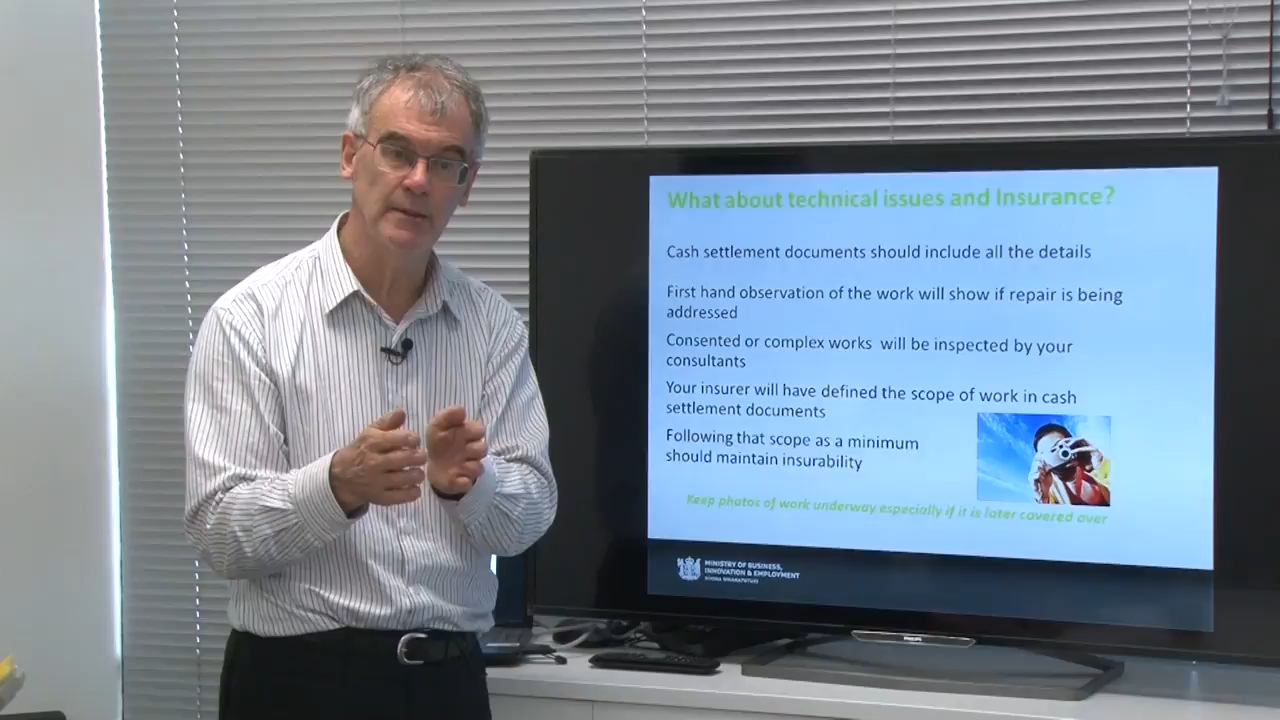 What about technical issues and Insurance?
Cash settlement documents should include all the details
First hand observation of the work will show if repair is being
addressed
Consented or complex works will be inspected by your
consultants
Your insurer will have defined the scope of work in cash
settlement documents
Following that scope as a minimum
should maintain insurability
Keep photos of work underway especially if it is later covered over
MINISTRY OF BUSINESS,
INNOVATION & EMPLOYMENT
HĪKINA WHAKATUTUKI
PHILIPS